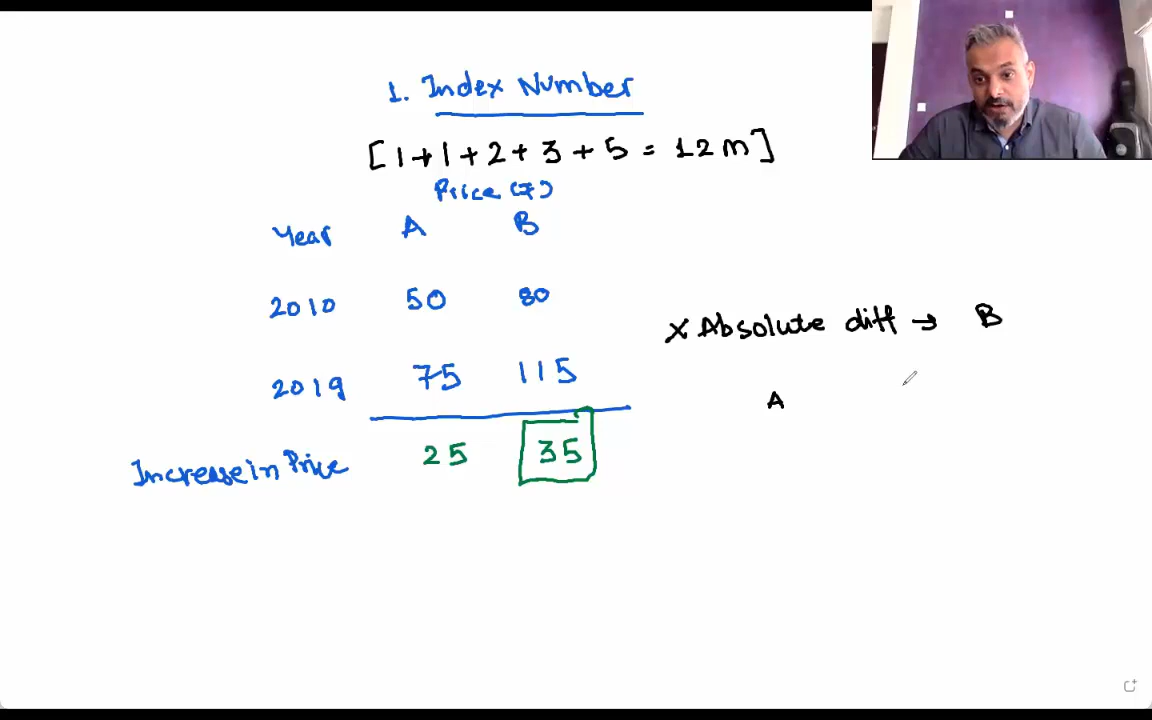 1. Index Number
[1+1+2+3+5 = 12m]
Price (₹)
Year A B
2010 50 80
X Absolute diff → B
2019 75 115
A
Increase in Price 25 35